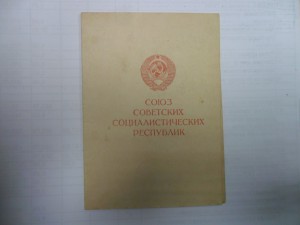 СОЮЗ
СОВЕТСКИХ
СОЦИАЛИСТИЧЕСКИХ
РЕСПУБЛИК